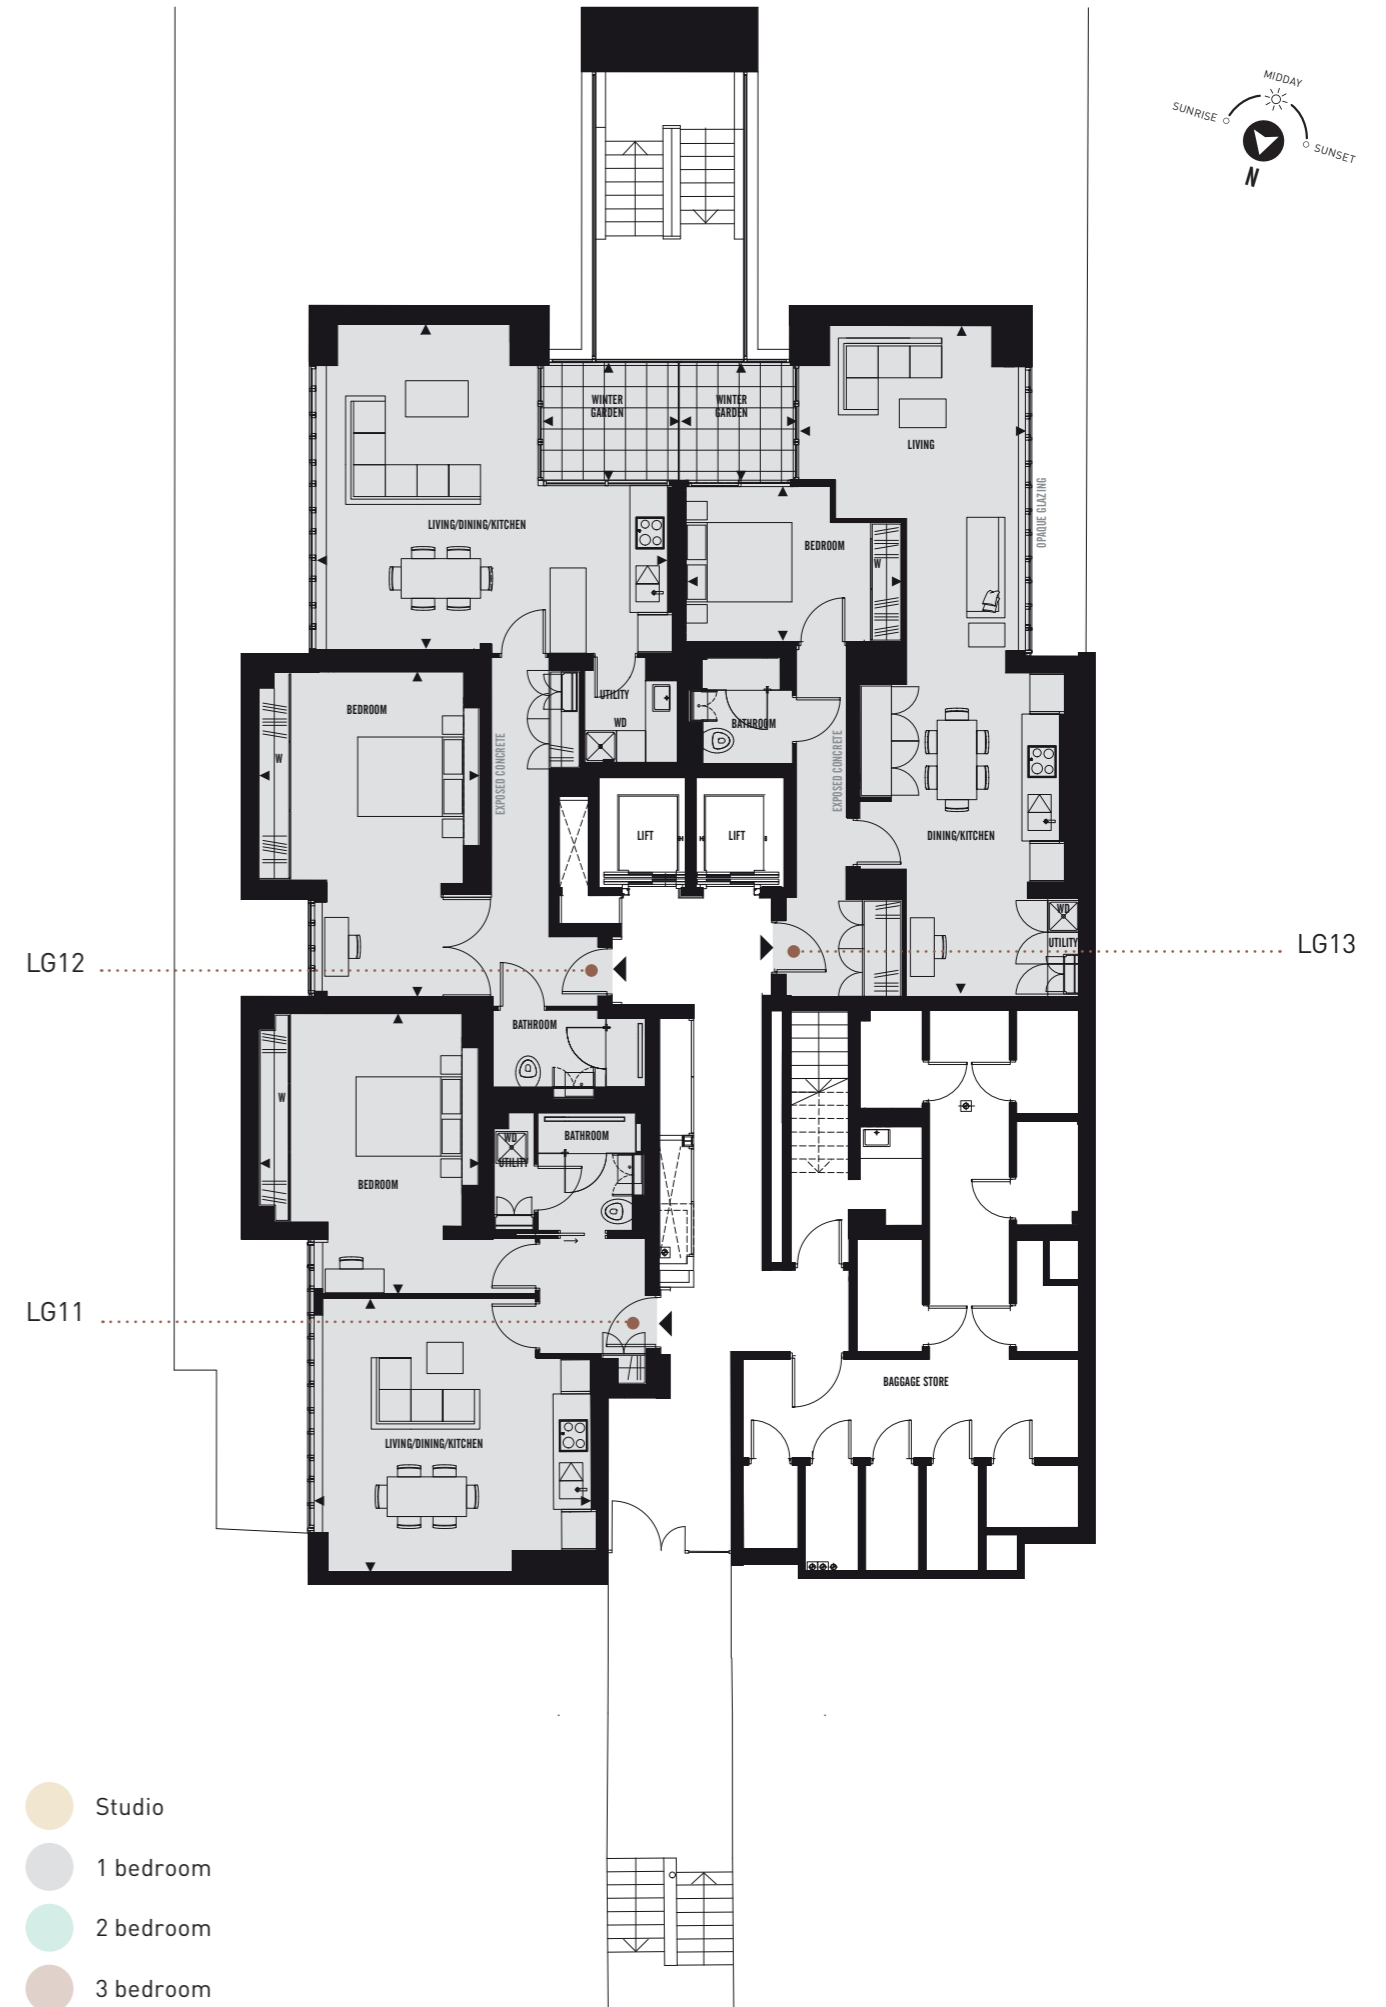 MIDDAY
SUNRISE
SUNSET
N
WINTER
GARDEN
WINTER
GARDEN
LIVING
OPAQUE GLAZING
LIVING/DINING/KITCHEN
BEDROOM
W
UTILITY
WD
BEDROOM
W
BATHROOM
EXPOSED CONCRETE
EXPOSED CONCRETE
LIFT
LIFT
DINING/KITCHEN
WD
UTILITY
LG12
LG13
BATHROOM
W
WD
UTILITY
BATHROOM
BEDROOM
LG11
BAGGAGE STORE
LIVING/DINING/KITCHEN
Studio
1 bedroom
2 bedroom
3 bedroom